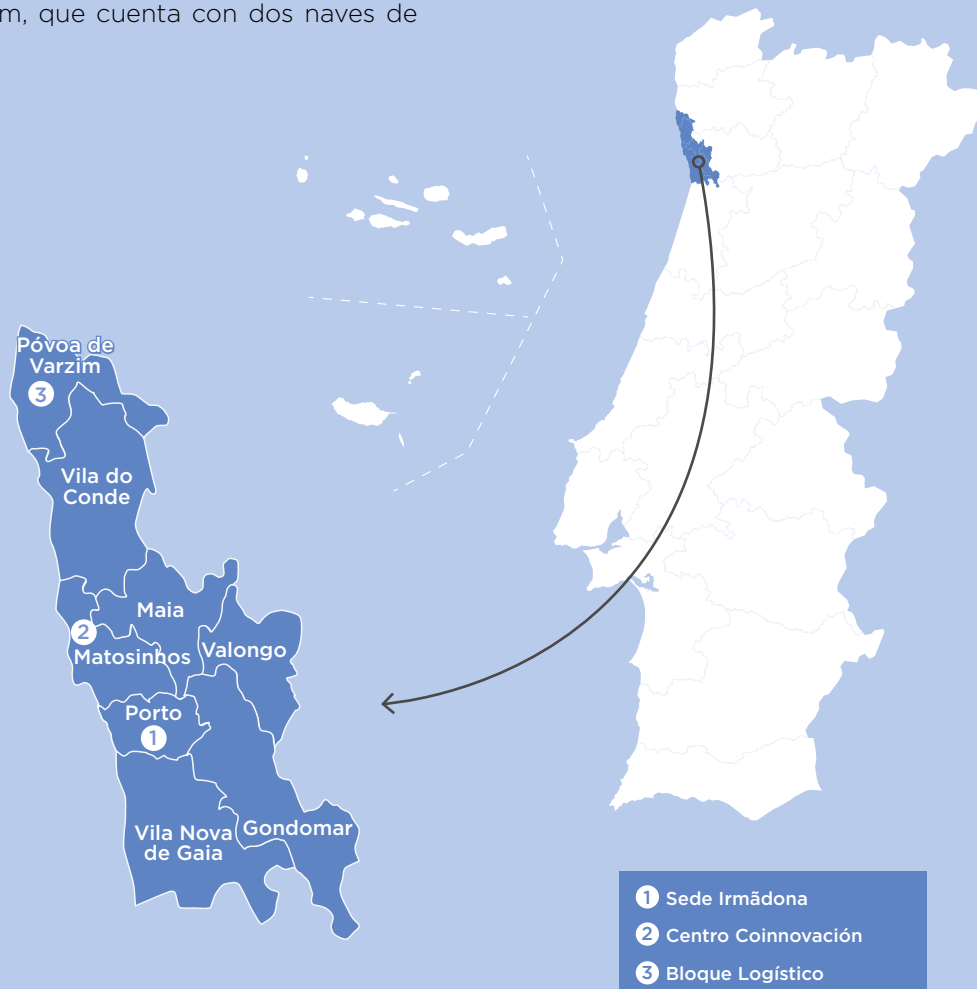 m, que cuenta con dos naves de
Póvoa de
Varzim
3
Vila do
Conde
Maia
2
Matosinhos
Valongo
Porto
1
Vila Nova
de Gaia
Gondomar
1 Sede Irmãdona
2 Centro Coinnovación
3 Bloque Logístico